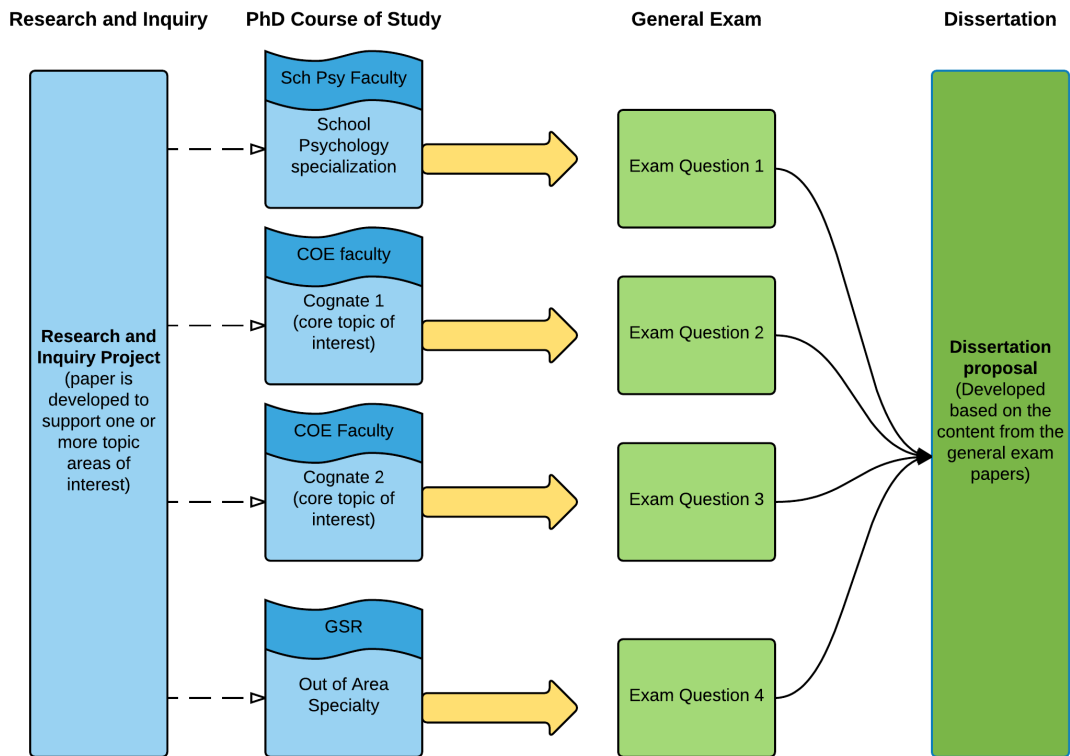 Research and Inquiry
PhD Course of Study
General Exam
Dissertation
Research and
Inquiry Project
(paper is
developed to
support one or
more topic
areas of
interest)
Sch Psy Faculty
School
Psychology
specialization
COE faculty
Cognate 1
(core topic of
interest)
COE Faculty
Cognate 2
(core topic of
interest)
GSR
Out of Area
Specialty
Exam Question 1
Exam Question 2
Exam Question 3
Exam Question 4
Dissertation
proposal
(Developed
based on the
content from the
general exam
papers)